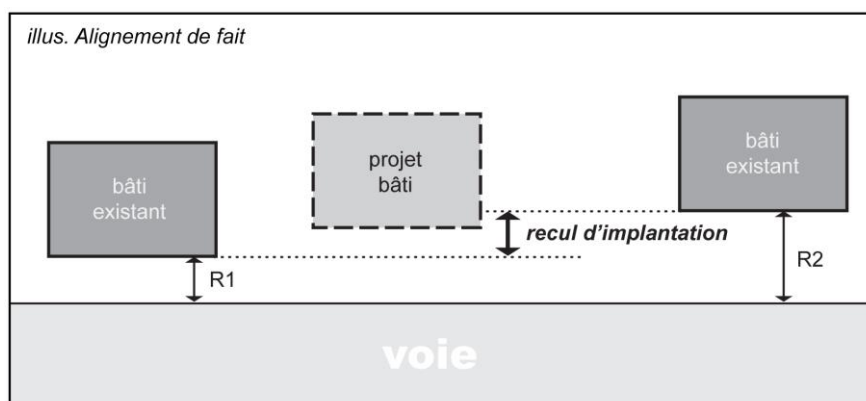 illus. Alignement de fait
bâti
existant
projet
bâti
bâti
existant
recul d'implantation
R1
R2
voie